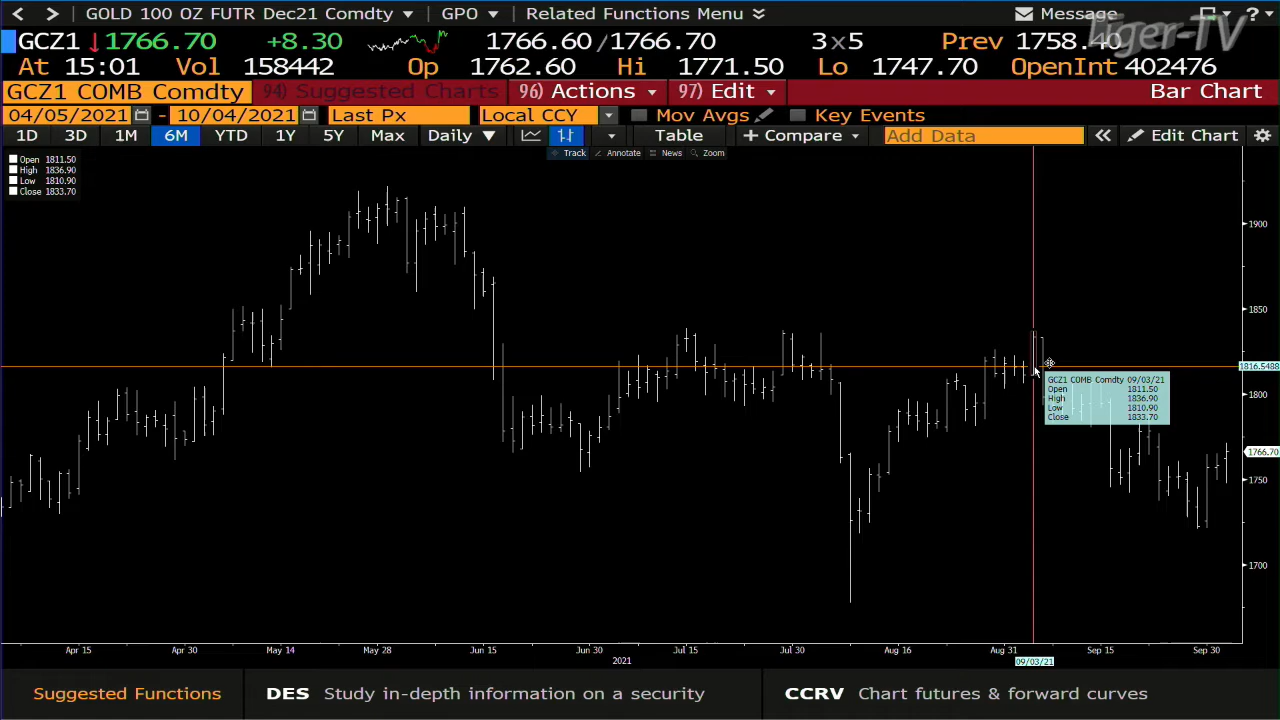 GOLD 100 OZ FUTR Dec21 Comdty GPO Related Functions Menu Message ?
GCZ1 1766.70 +8.30 1766.60/1766.70 3x5 Prev 1758.40
Tiger-TV
At 15:01 Vol 158442 Op 1762.60 Hi 1771.50 Lo 1747.70 OpenInt 402476
GCZ1 COMB Comdty 94) Suggested Charts 96) Actions 97) Edit Bar Chart
04/05/2021 - 10/04/2021 Last Px Local CCY Mov Avgs Key Events
1D 3D 1M 6M YTD 1Y 5Y Max Daily Table + Compare Add Data Edit Chart
Track Annotate News Zoom
Open 1811.50
High 1836.90
Low 1810.90
Close 1833.70
1900
1850
1816.5488
GCZ1 COMB Comdty 09/03/21
Open 1811.50
High 1836.90
Low 1810.90
Close 1833.70
1800
1766.70
1750
1700
Apr 15 Apr 30 May 14 May 28 Jun 15 Jun 30 Jul 15 Jul 30 Aug 16 Aug 31 Sep 15 Sep 30
2021 09/03/21
Suggested Functions DES Study in-depth information on a security CCRV Chart futures & forward curves